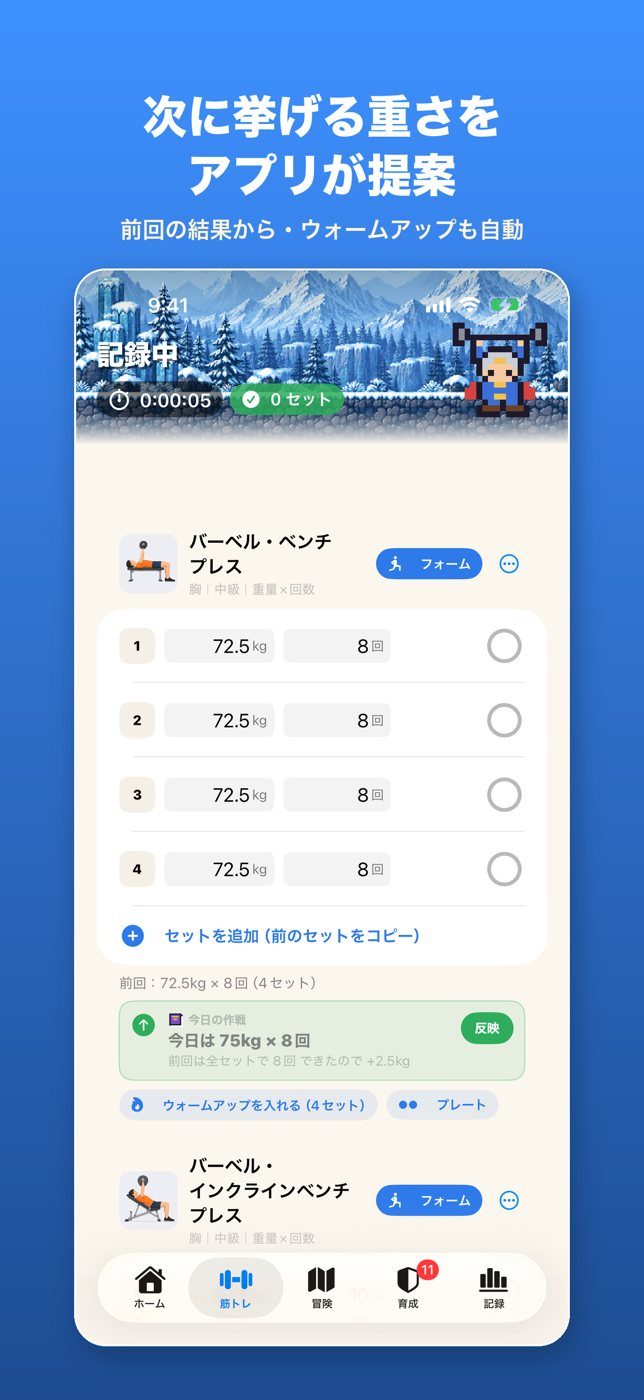 次に挙げる重さを
アプリが提案
前回の結果から・ウォームアップも自動
9:41
記録中
0:00:05
0 セット
バーベル・ベンチ
プレス
フォーム
胸｜中級｜重量×回数
1 72.5 kg 8 回
2 72.5 kg 8 回
3 72.5 kg 8 回
4 72.5 kg 8 回
セットを追加（前のセットをコピー）
前回：72.5kg × 8回（4セット）
今日の作戦
今日は 75kg × 8回
前回は全セットで 8回 できたので +2.5kg
反映
ウォームアップを入れる（4セット）
プレート
バーベル・
インクラインベンチ
プレス
フォーム
胸｜中級｜重量×回数
ホーム
筋トレ
冒険
11
育成
記録